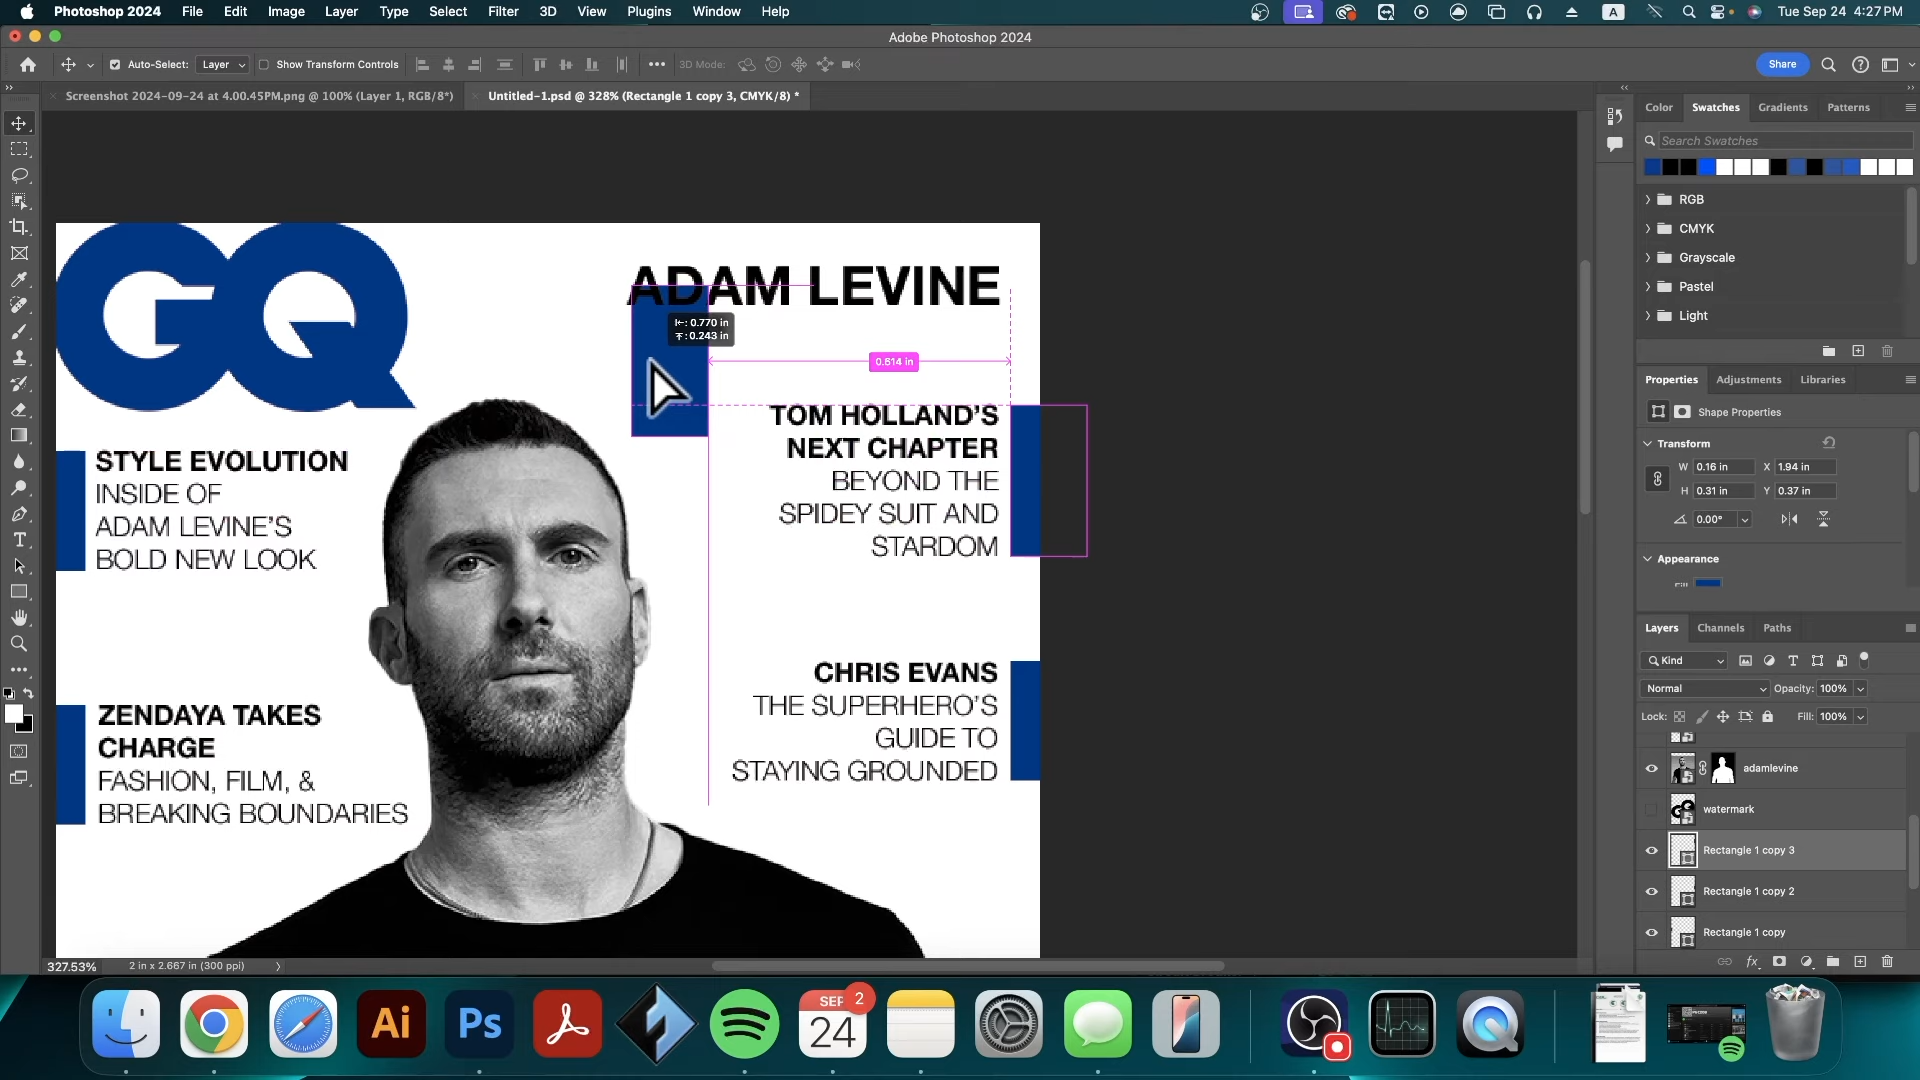 Photoshop 2024 File Edit Image Layer Type Select Filter 3D View Plugins Window Help
A
Tue Sep 24 4:27 PM
Adobe Photoshop 2024
Auto-Select: Layer Show Transform Controls 3D Mode: Share
Screenshot 2024-09-24 at 4.00.45PM.png @ 100% (Layer 1, RGB/8*)
Untitled-1.psd @ 328% (Rectangle 1 copy 3, CMYK/8) *
GQ
ADAM LEVINE
0.770 in
0.243 in
0.614 in
TOM HOLLAND'S
NEXT CHAPTER
BEYOND THE
SPIDEY SUIT AND
STARDOM
STYLE EVOLUTION
INSIDE OF
ADAM LEVINE'S
BOLD NEW LOOK
CHRIS EVANS
THE SUPERHERO'S
GUIDE TO
STAYING GROUNDED
ZENDAYA TAKES
CHARGE
FASHION, FILM, &
BREAKING BOUNDARIES
Color Swatches Gradients Patterns
Search Swatches
RGB
CMYK
Grayscale
Pastel
Light
Properties Adjustments Libraries
Shape Properties
Transform
W 0.16 in X 1.94 in
H 0.31 in Y 0.37 in
0.00°
Appearance
Layers Channels Paths
Kind
Normal Opacity: 100%
Lock: Fill: 100%
adamlevine
watermark
Rectangle 1 copy 3
Rectangle 1 copy 2
Rectangle 1 copy
fx
327.53% 2 in x 2.667 in (300 ppi)
Ai
Ps
SEP
2
24